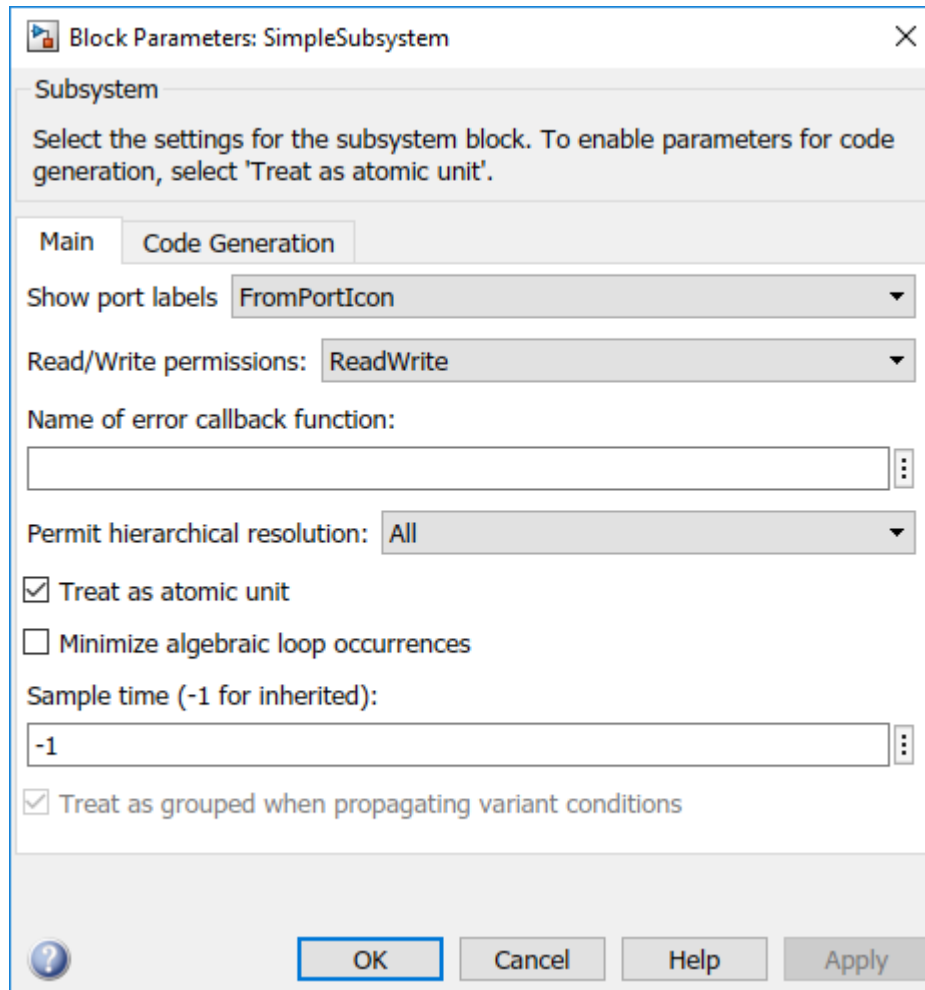 Block Parameters: SimpleSubsystem
Subsystem
Select the settings for the subsystem block. To enable parameters for code
generation, select 'Treat as atomic unit'.
Main Code Generation
Show port labels FromPortIcon
Read/Write permissions: ReadWrite
Name of error callback function:
Permit hierarchical resolution: All
Treat as atomic unit
Minimize algebraic loop occurrences
Sample time (-1 for inherited):
-1
Treat as grouped when propagating variant conditions
? OK Cancel Help Apply